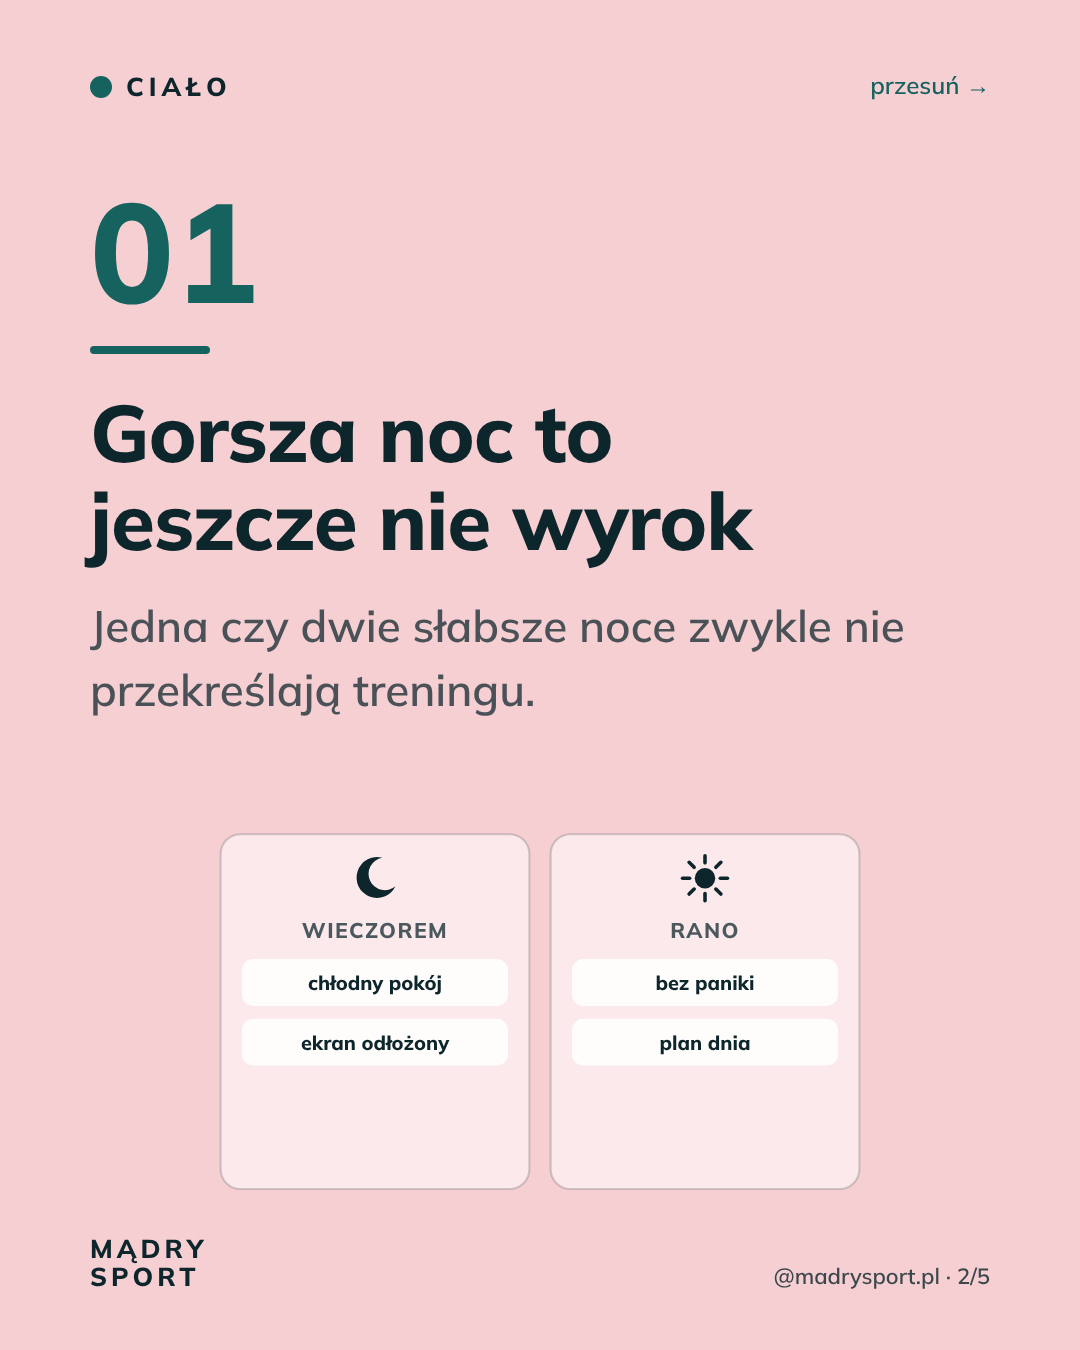 CIAŁO
przesuń →
01
Gorsza noc to
jeszcze nie wyrok
Jedna czy dwie słabsze noce zwykle nie
przekreślają treningu.
WIECZOREM
chłodny pokój
ekran odłożony
RANO
bez paniki
plan dnia
MĄDRY
SPORT
@madrysport.pl · 2/5